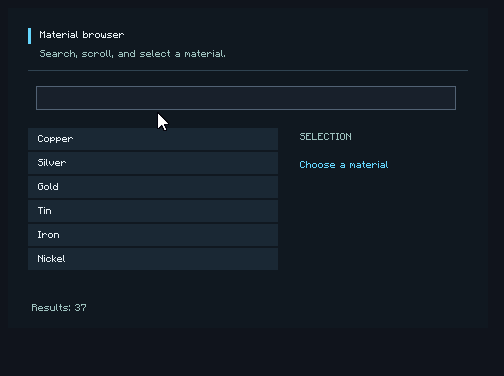 Material browser
Search, scroll, and select a material.
Copper
Silver
Gold
Tin
Iron
Nickel
SELECTION
Choose a material
Results: 37